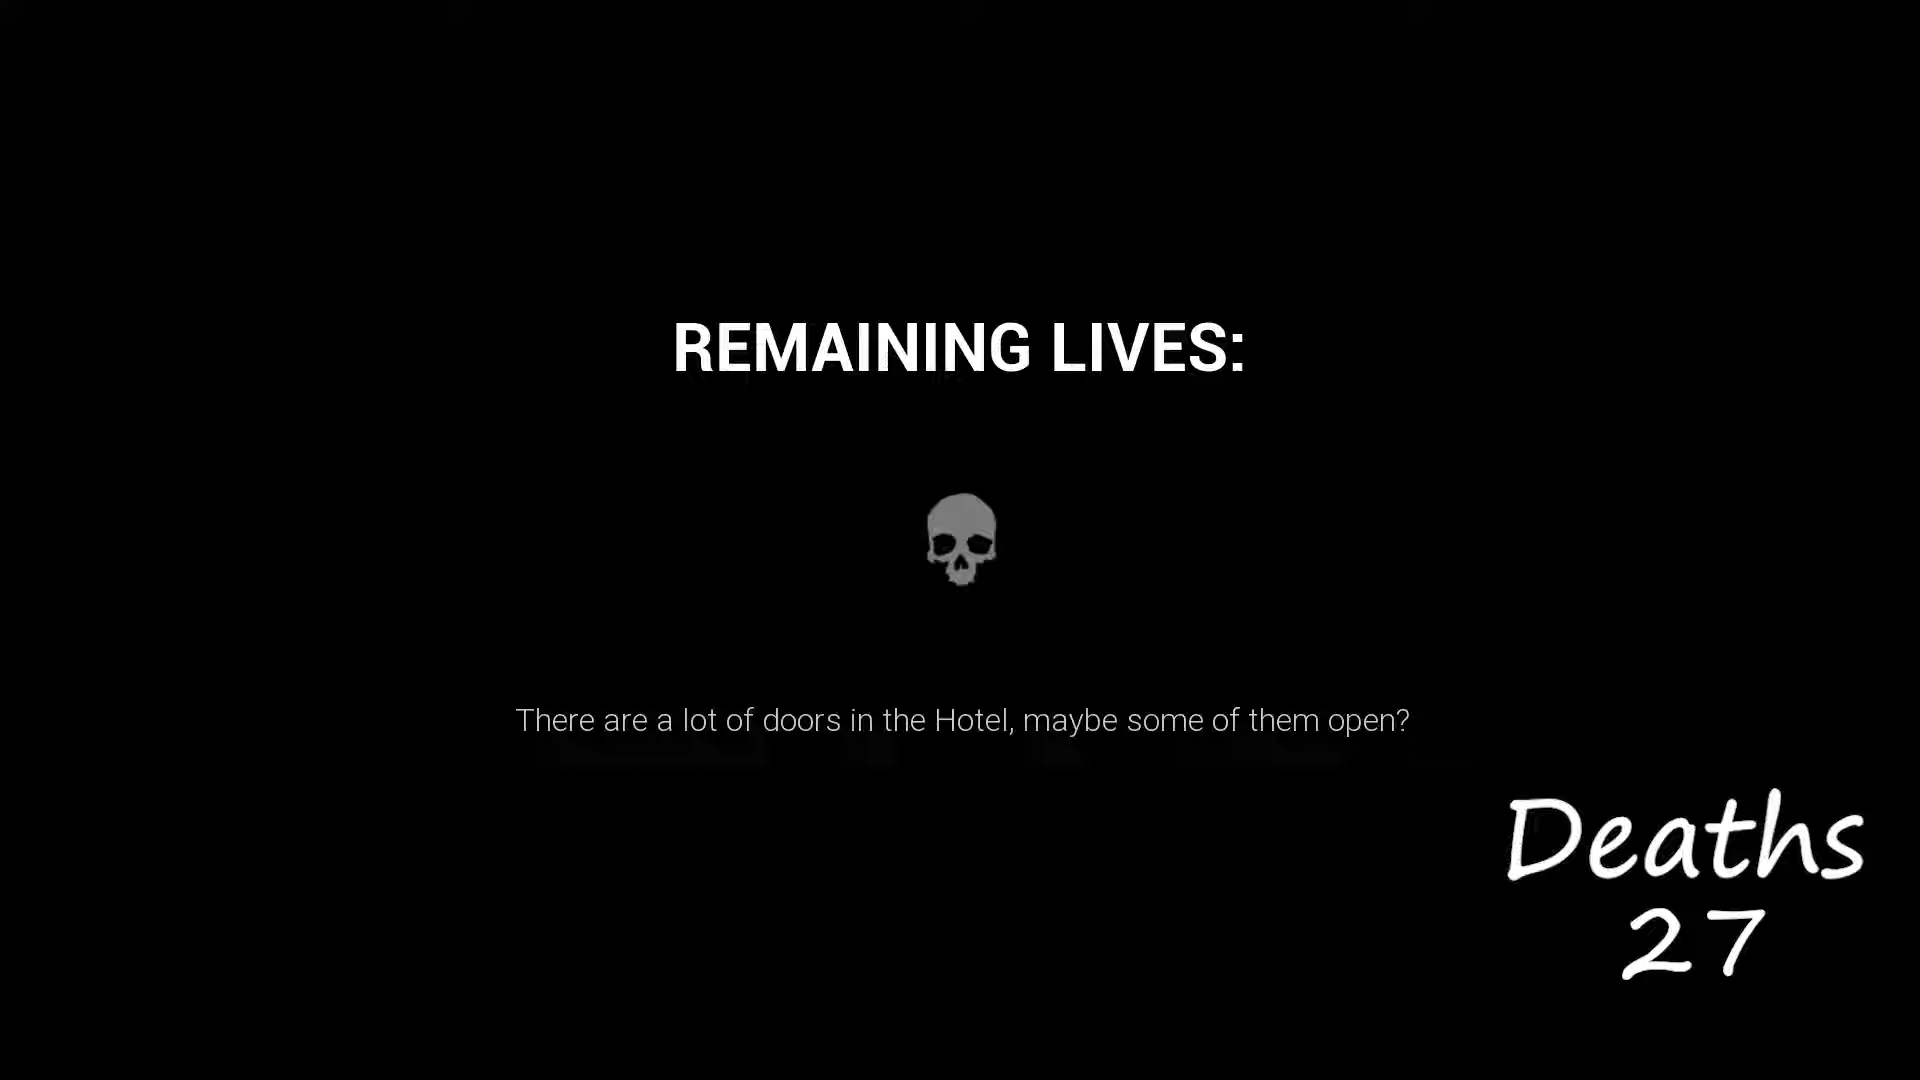 REMAINING LIVES:
There are a lot of doors in the Hotel, maybe some of them open?
Deaths
27